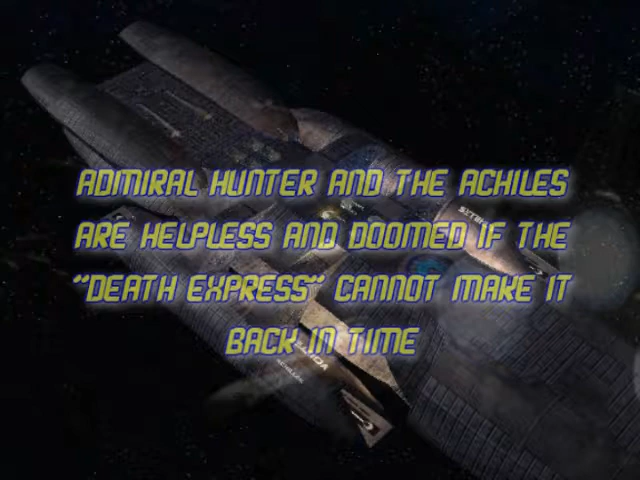 ADMIRAL HUNTER AND THE ACHILES
ARE HELPLESS AND DOOMED IF THE
"DEATH EXPRESS" CANNOT MAKE IT
BACK IN TIME